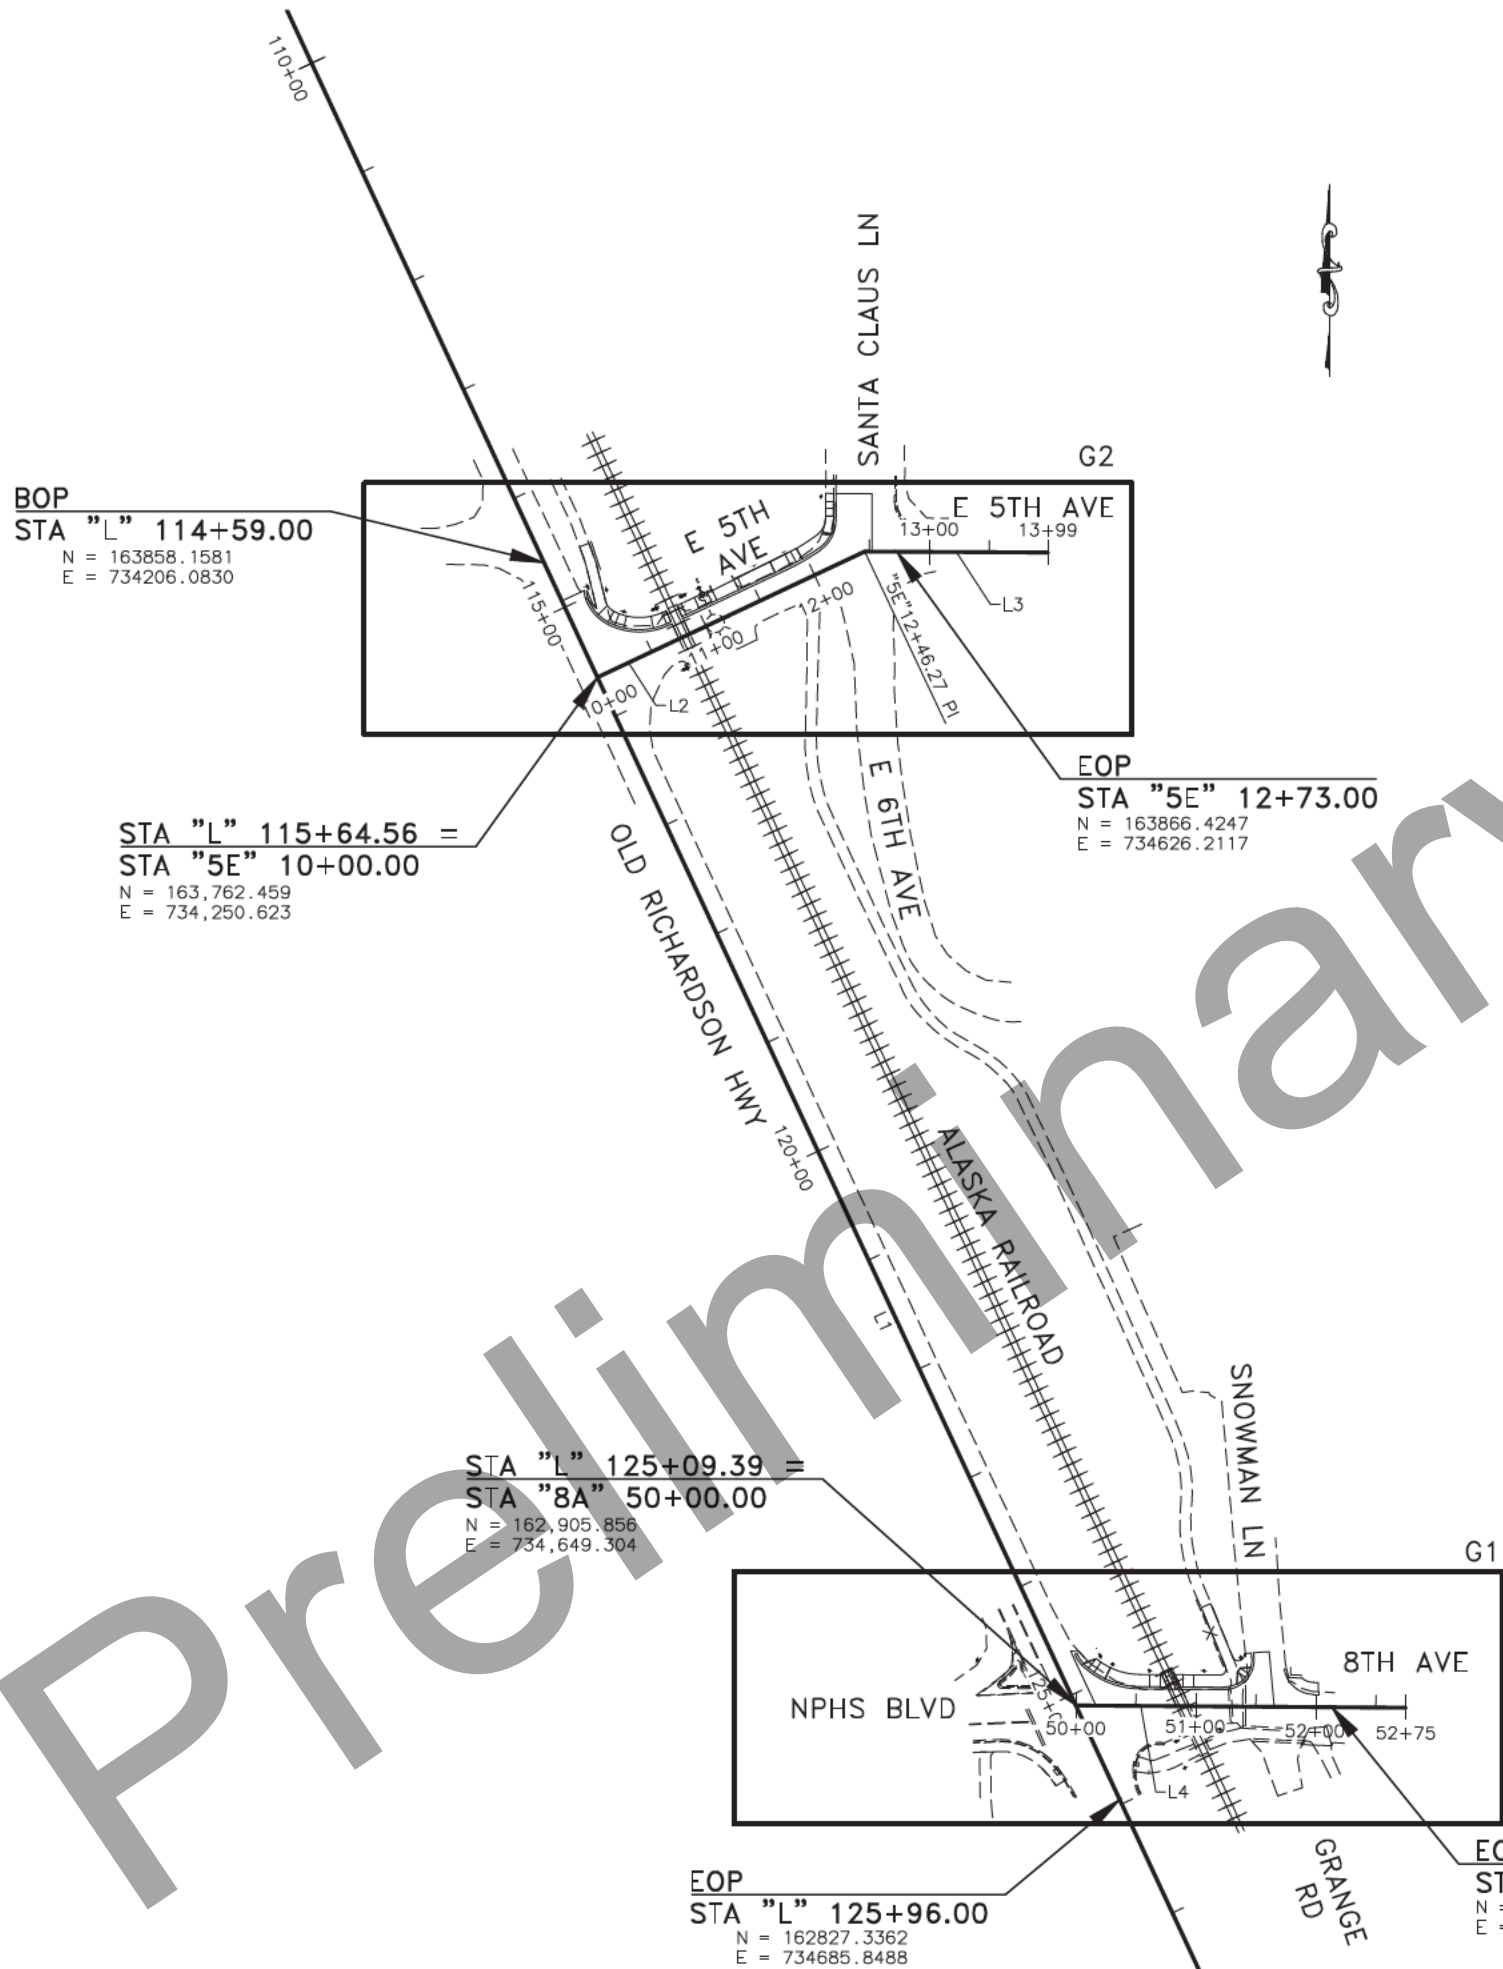 110+00
SANTA CLAUS LN
G2
BOP
STA "L" 114+59.00
N = 163858.1581
E = 734206.0830
E 5TH
AVE
E 5TH AVE
13+00
13+99
115+00
12+00
L3
11+00
"5E"12+46.27 PI
L2
EOP
STA "5E" 12+73.00
N = 163866.4247
E = 734626.2117
STA "L" 115+64.56 =
STA "5E" 10+00.00
N = 163,762.459
E = 734,250.623
E 6TH AVE
OLD RICHARDSON HWY
120+00
ALASKA RAILROAD
L1
SNOWMAN LN
Preliminary
STA "L" 125+09.39 =
STA "8A" 50+00.00
N = 162,905.856
E = 734,649.304
G1
8TH AVE
NPHS BLVD
50+00
51+00
52+00
52+75
L4
GRANGE
RD
EOP
STA "L" 125+96.00
N = 162827.3362
E = 734685.8488
N =
E =